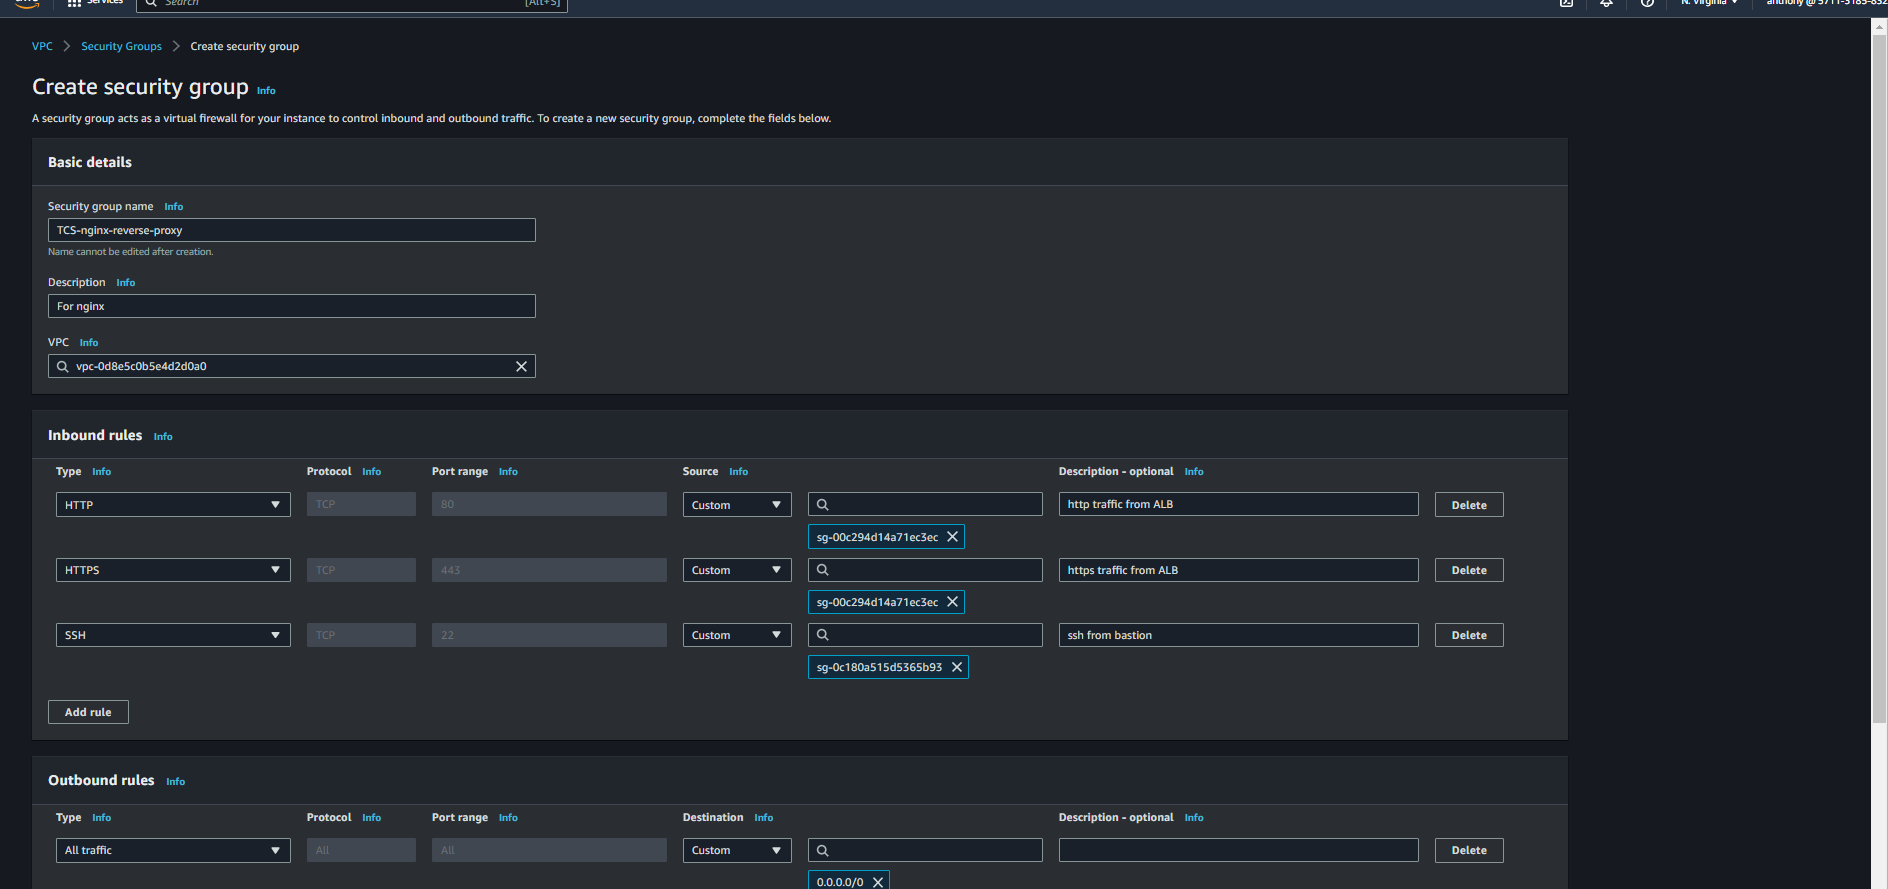 Services
Search
[Alt+S]
N. Virginia
VPC > Security Groups > Create security group
Create security group Info
A security group acts as a virtual firewall for your instance to control inbound and outbound traffic. To create a new security group, complete the fields below.
Basic details
Security group name Info
TCS-nginx-reverse-proxy
Name cannot be edited after creation.
Description Info
For nginx
VPC Info
vpc-0d8e5c0b5e4d2d0a0
Inbound rules Info
Type Info Protocol Info Port range Info Source Info Description - optional Info
HTTP TCP 80 Custom http traffic from ALB Delete
sg-00c294d14a71ec3ec
HTTPS TCP 443 Custom https traffic from ALB Delete
sg-00c294d14a71ec3ec
SSH TCP 22 Custom ssh from bastion Delete
sg-0c180a515d5365b93
Add rule
Outbound rules Info
Type Info Protocol Info Port range Info Destination Info Description - optional Info
All traffic All All Custom Delete
0.0.0.0/0